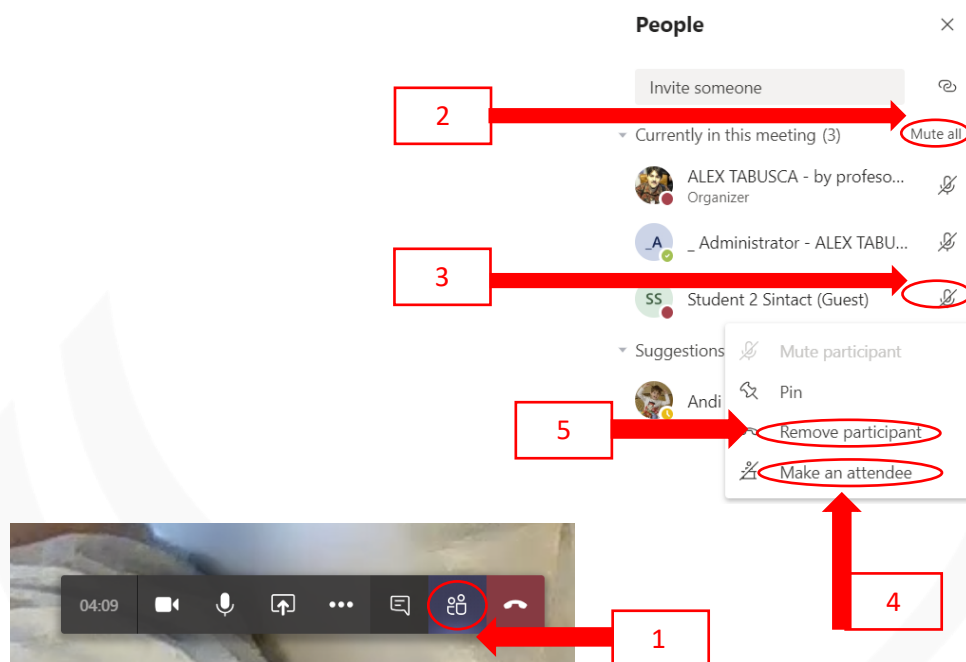 People
Invite someone
2
Currently in this meeting (3)
Mute all
ALEX TABUSCA - by profeso...
Organizer
_A
_ Administrator - ALEX TABU...
3
SS
Student 2 Sintact (Guest)
Suggestions
Mute participant
Andi
Pin
5
Remove participant
Make an attendee
04:09
4
1